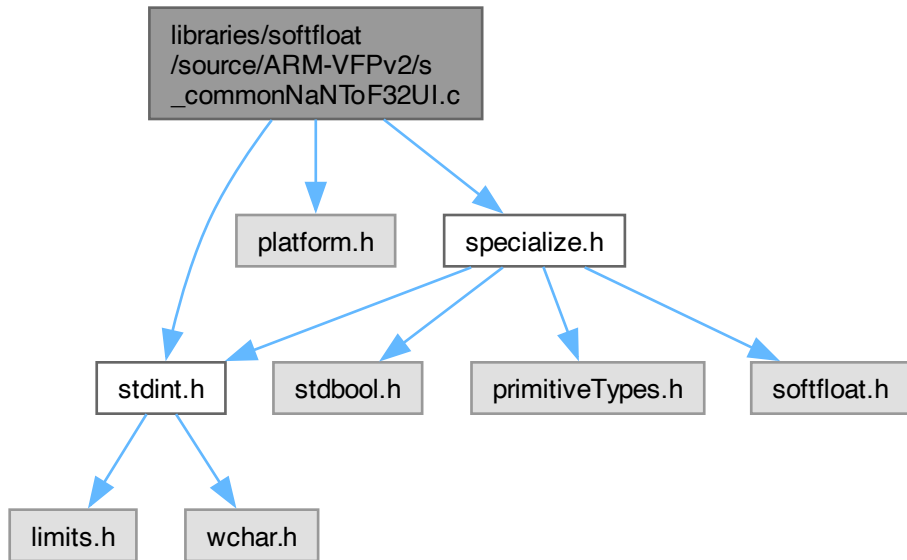 libraries/softfloat
/source/ARM-VFPv2/s
_commonNaNToF32UI.c
platform.h
specialize.h
stdint.h
stdbool.h
primitiveTypes.h
softfloat.h
limits.h
wchar.h